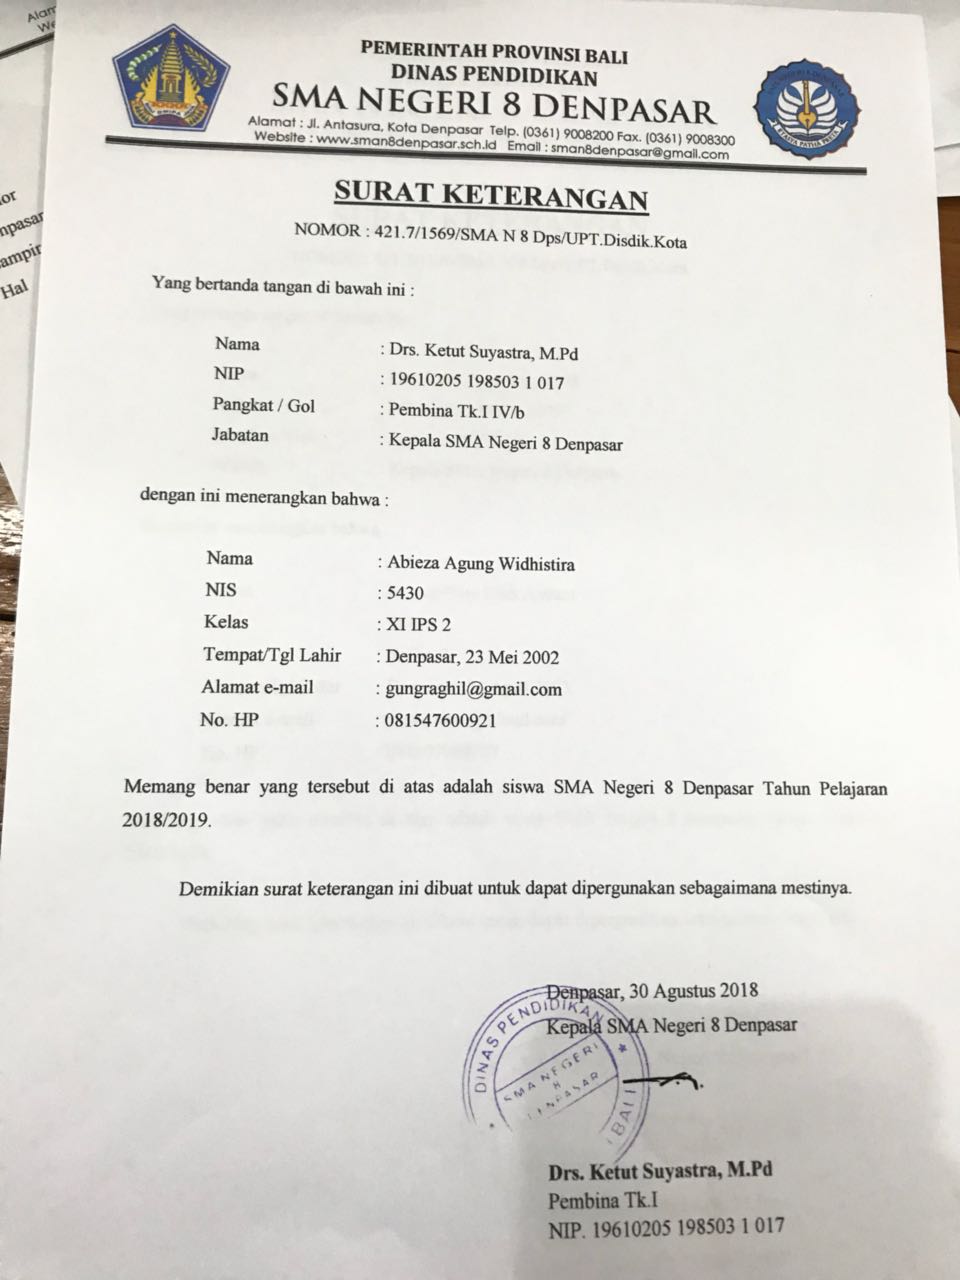 PEMERINTAH PROVINSI BALI
DINAS PENDIDIKAN
SMA NEGERI 8 DENPASAR
Alamat : Jl. Antasura, Kota Denpasar Telp. (0361) 9008200 Fax. (0361) 9008300
Website : www.sman8denpasar.sch.id Email : sman8denpasar@gmail.com
SURAT KETERANGAN
NOMOR : 421.7/1569/SMA N 8 Dps/UPT.Disdik.Kota
Yang bertanda tangan di bawah ini :
Nama : Drs. Ketut Suyastra, M.Pd
NIP : 19610205 198503 1 017
Pangkat / Gol : Pembina Tk.I IV/b
Jabatan : Kepala SMA Negeri 8 Denpasar
dengan ini menerangkan bahwa :
Nama : Abieza Agung Widhistira
NIS : 5430
Kelas : XI IPS 2
Tempat/Tgl Lahir : Denpasar, 23 Mei 2002
Alamat e-mail : gungraghil@gmail.com
No. HP : 081547600921
Memang benar yang tersebut di atas adalah siswa SMA Negeri 8 Denpasar Tahun Pelajaran
2018/2019.
Demikian surat keterangan ini dibuat untuk dapat dipergunakan sebagaimana mestinya.
Denpasar, 30 Agustus 2018
Kepala SMA Negeri 8 Denpasar
DINAS PENDIDIKAN
SMA NEGERI
DENPASAR
BALI
Drs. Ketut Suyastra, M.Pd
Pembina Tk.I
NIP. 19610205 198503 1 017
Hal